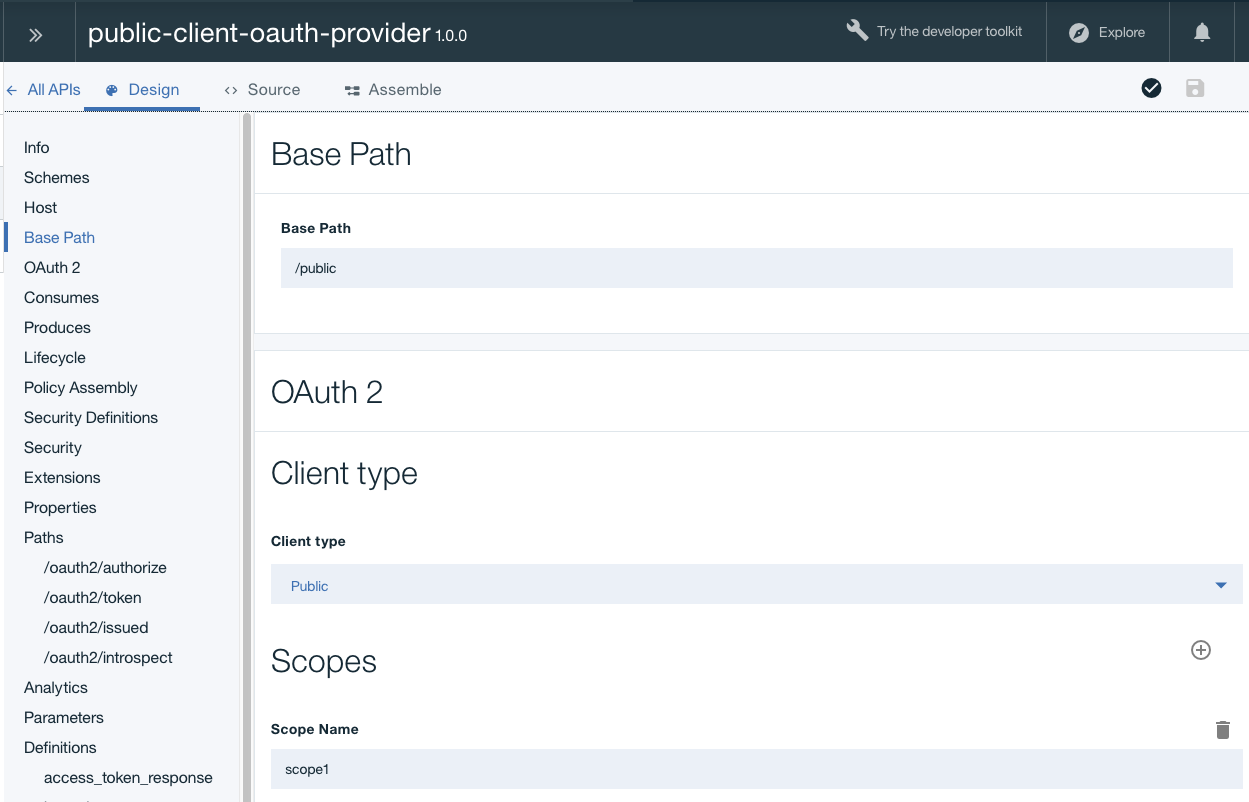 public-client-oauth-provider 1.0.0
Try the developer toolkit
Explore
All APIs
Design
Source
Assemble
Info
Schemes
Host
Base Path
OAuth 2
Consumes
Produces
Lifecycle
Policy Assembly
Security Definitions
Security
Extensions
Properties
Paths
/oauth2/authorize
/oauth2/token
/oauth2/issued
/oauth2/introspect
Analytics
Parameters
Definitions
access_token_response
Base Path
Base Path
/public
OAuth 2
Client type
Client type
Public
Scopes
Scope Name
scope1